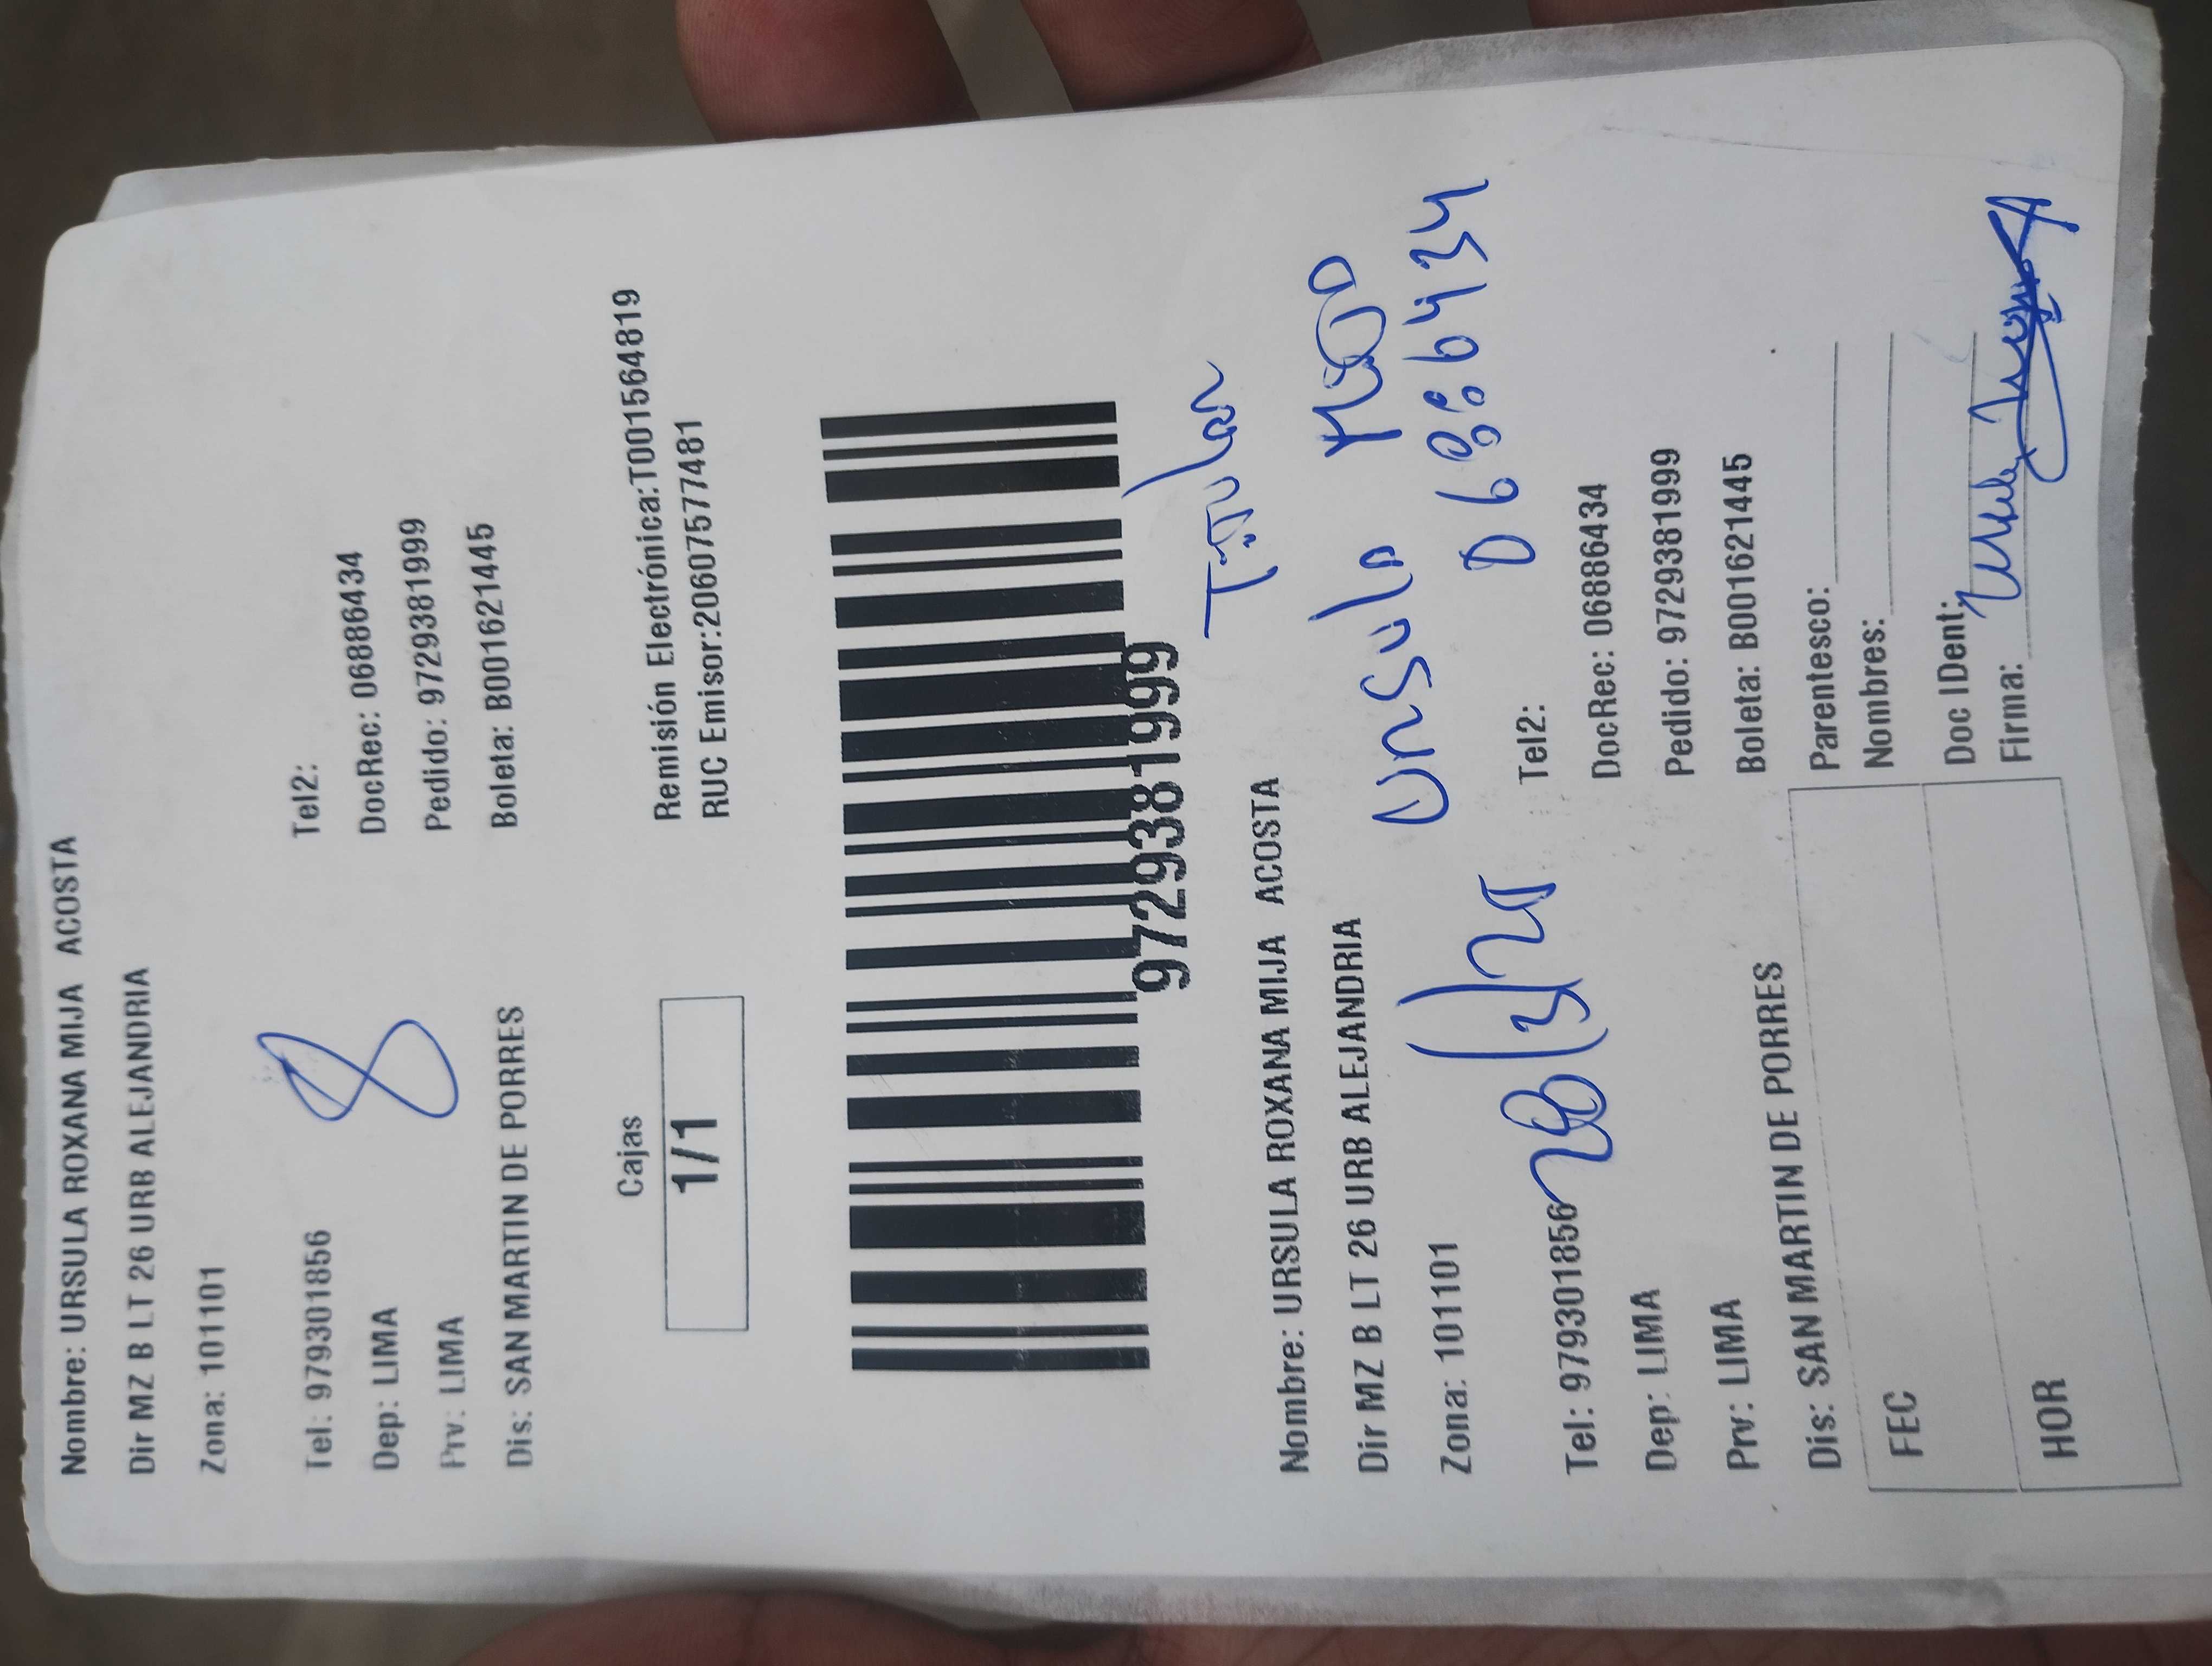 Nombre: URSULA ROXANA MIJA ACOSTA
Dir MZ B LT 26 URB ALEJANDRIA
Zona: 101101
8
Tel: 979301856 Tel2:
Dep: LIMA DocRec: 06886434
Prv: LIMA Pedido: 9729381999
Dis: SAN MARTIN DE PORRES Boleta: B001621445
Cajas
1/1
Remisión Electrónica:T001564819
RUC Emisor:20607577481
9729381999
Titular
Nombre: URSULA ROXANA MIJA ACOSTA
Dir MZ B LT 26 URB ALEJANDRIA
Ursula
Zona: 101101
06886434
Tel: 979301856 Tel2:
Dep: LIMA DocRec: 06886434
Prv: LIMA Pedido: 9729381999
Dis: SAN MARTIN DE PORRES Boleta: B001621445
FEC Parentesco:
Nombres:
HOR Doc IDent:
Firma: